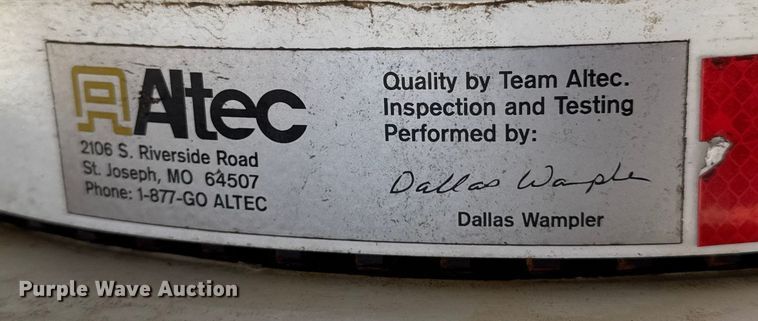 Altec
2106 S. Riverside Road
St. Joseph, MO 64507
Phone: 1-877-GO ALTEC
Quality by Team Altec.
Inspection and Testing
Performed by:
Dallas Wampler
Dallas Wampler
Purple Wave Auction